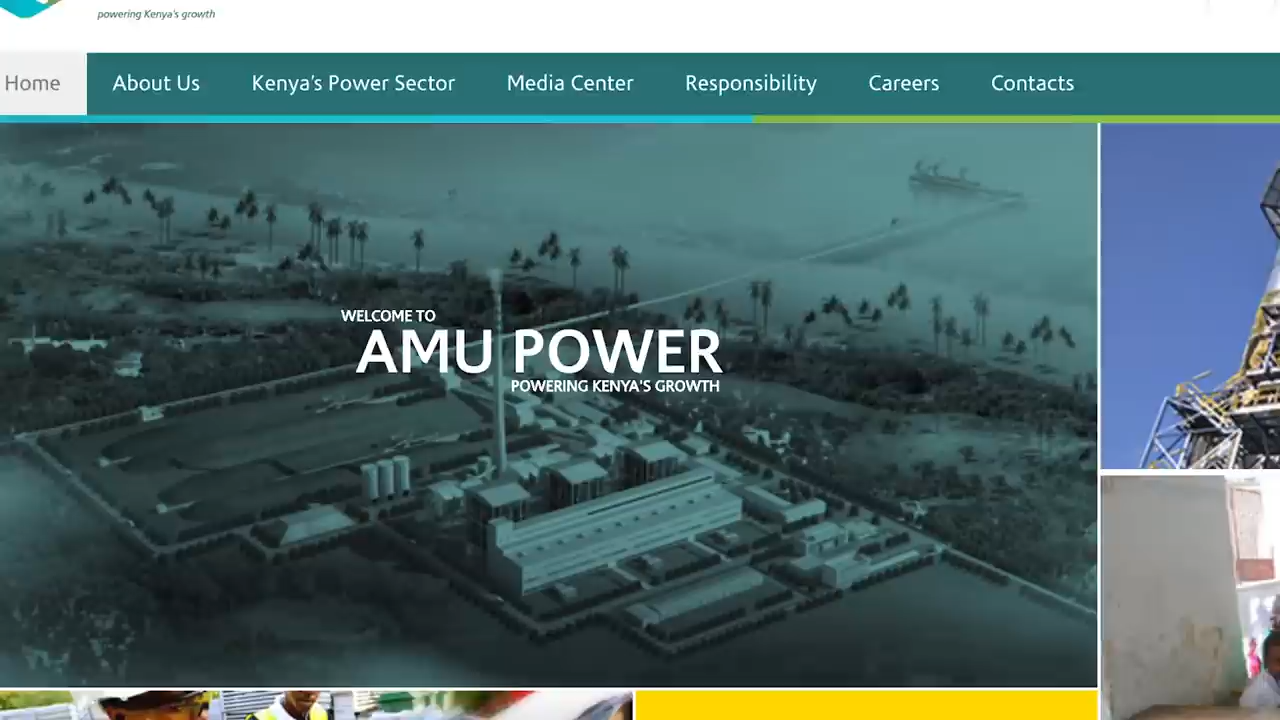 powering Kenya's growth
Home About Us Kenya's Power Sector Media Center Responsibility Careers Contacts
WELCOME TO
AMU POWER
POWERING KENYA'S GROWTH